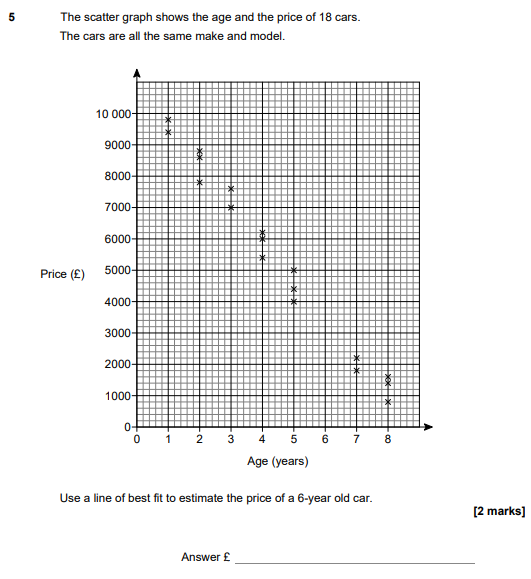 5 The scatter graph shows the age and the price of 18 cars.
The cars are all the same make and model.
10 000
9000
8000
7000
6000
Price (£)
5000
4000
3000
2000
1000
0
0 1 2 3 4 5 6 7 8
Age (years)
Use a line of best fit to estimate the price of a 6-year old car.
[2 marks]
Answer £